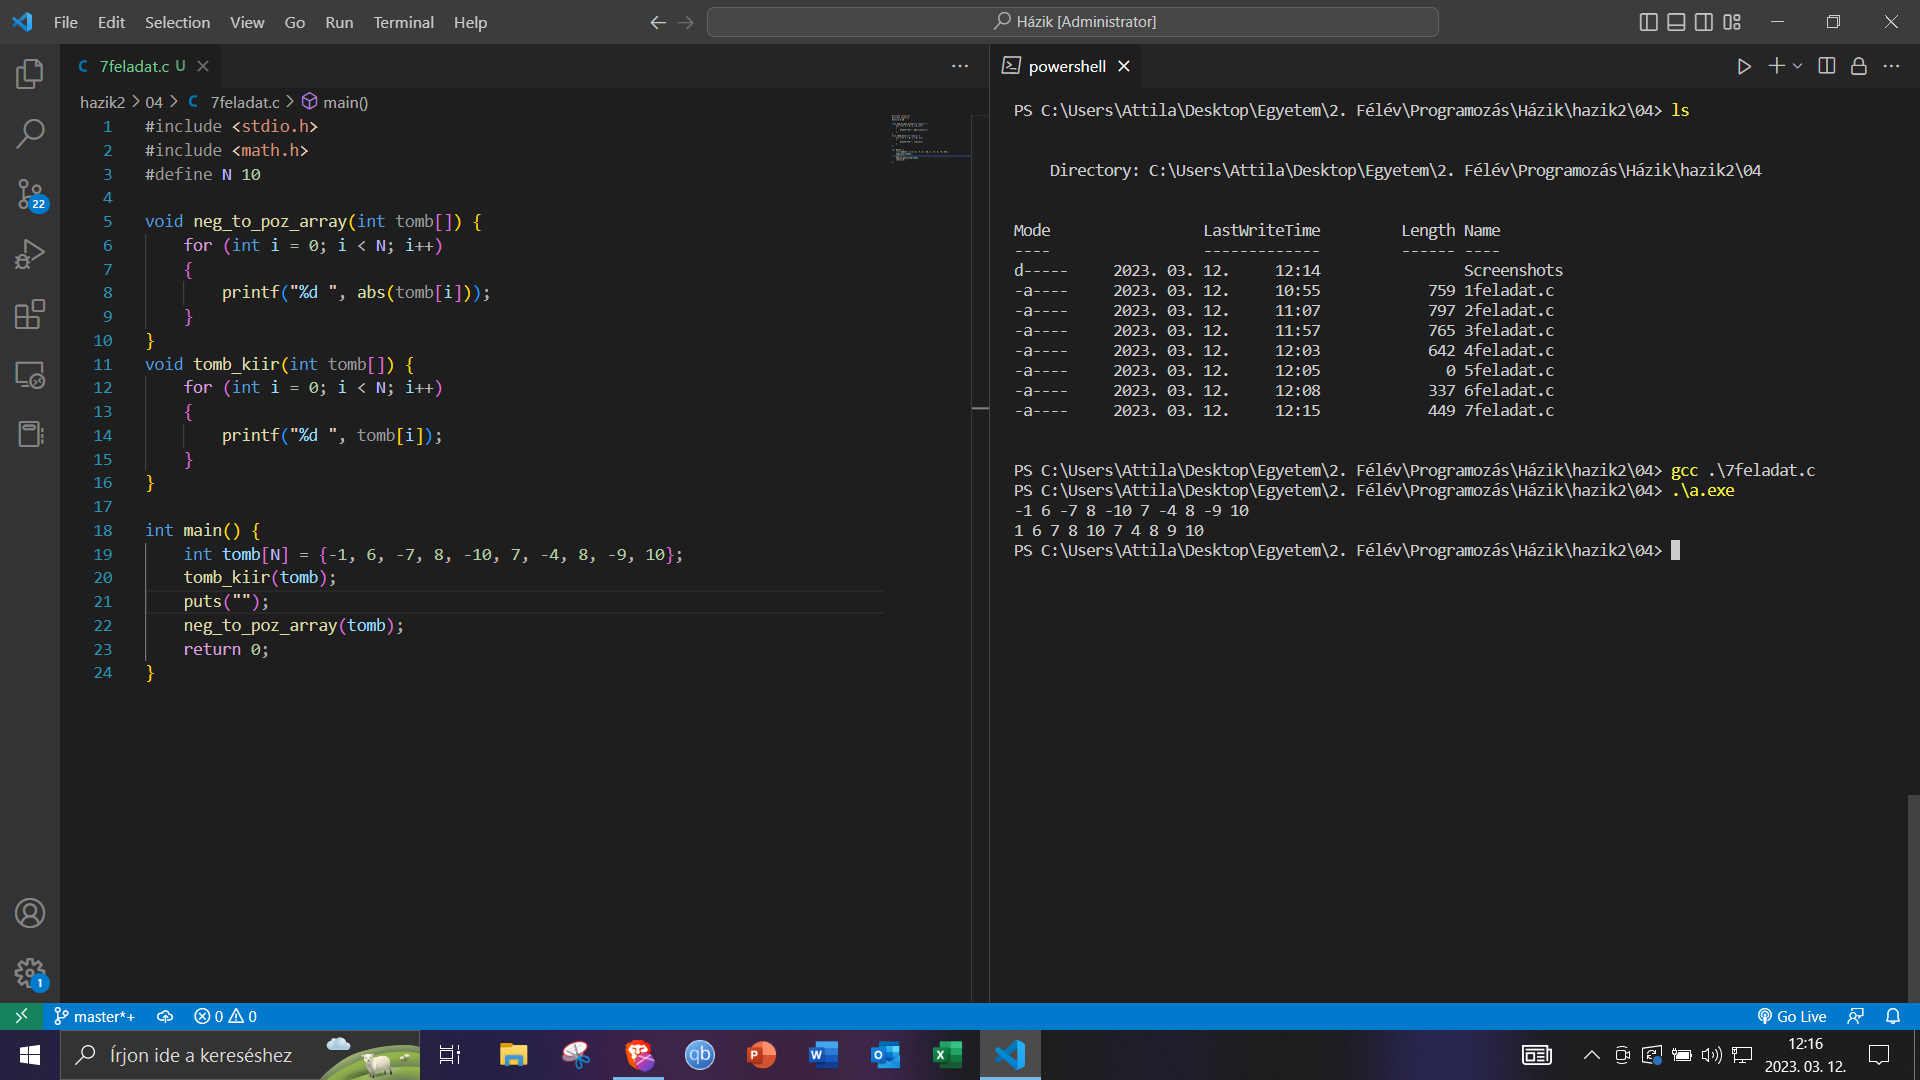 File Edit Selection View Go Run Terminal Help
Házik [Administrator]
C 7feladat.c U
powershell
hazik2 > 04 > C 7feladat.c > main()
1 #include <stdio.h>
2 #include <math.h>
3 #define N 10
4
5 void neg_to_poz_array(int tomb[]) {
6     for (int i = 0; i < N; i++)
7     {
8         printf("%d ", abs(tomb[i]));
9     }
10 }
11 void tomb_kiir(int tomb[]) {
12     for (int i = 0; i < N; i++)
13     {
14         printf("%d ", tomb[i]);
15     }
16 }
17
18 int main() {
19     int tomb[N] = {-1, 6, -7, 8, -10, 7, -4, 8, -9, 10};
20     tomb_kiir(tomb);
21     puts("");
22     neg_to_poz_array(tomb);
23     return 0;
24 }
PS C:\Users\Attila\Desktop\Egyetem\2. Félév\Programozás\Házik\hazik2\04> ls
Directory: C:\Users\Attila\Desktop\Egyetem\2. Félév\Programozás\Házik\hazik2\04
Mode LastWriteTime Length Name
---- ------------- ------ ----
d----- 2023. 03. 12. 12:14 Screenshots
-a---- 2023. 03. 12. 10:55 759 1feladat.c
-a---- 2023. 03. 12. 11:07 797 2feladat.c
-a---- 2023. 03. 12. 11:57 765 3feladat.c
-a---- 2023. 03. 12. 12:03 642 4feladat.c
-a---- 2023. 03. 12. 12:05 0 5feladat.c
-a---- 2023. 03. 12. 12:08 337 6feladat.c
-a---- 2023. 03. 12. 12:15 449 7feladat.c
PS C:\Users\Attila\Desktop\Egyetem\2. Félév\Programozás\Házik\hazik2\04> gcc .\7feladat.c
PS C:\Users\Attila\Desktop\Egyetem\2. Félév\Programozás\Házik\hazik2\04> .\a.exe
-1 6 -7 8 -10 7 -4 8 -9 10
1 6 7 8 10 7 4 8 9 10
PS C:\Users\Attila\Desktop\Egyetem\2. Félév\Programozás\Házik\hazik2\04>
22
1
master*+ 0 0
Go Live
Írjon ide a kereséshez
qb
P
W
O
X
12:16
2023. 03. 12.